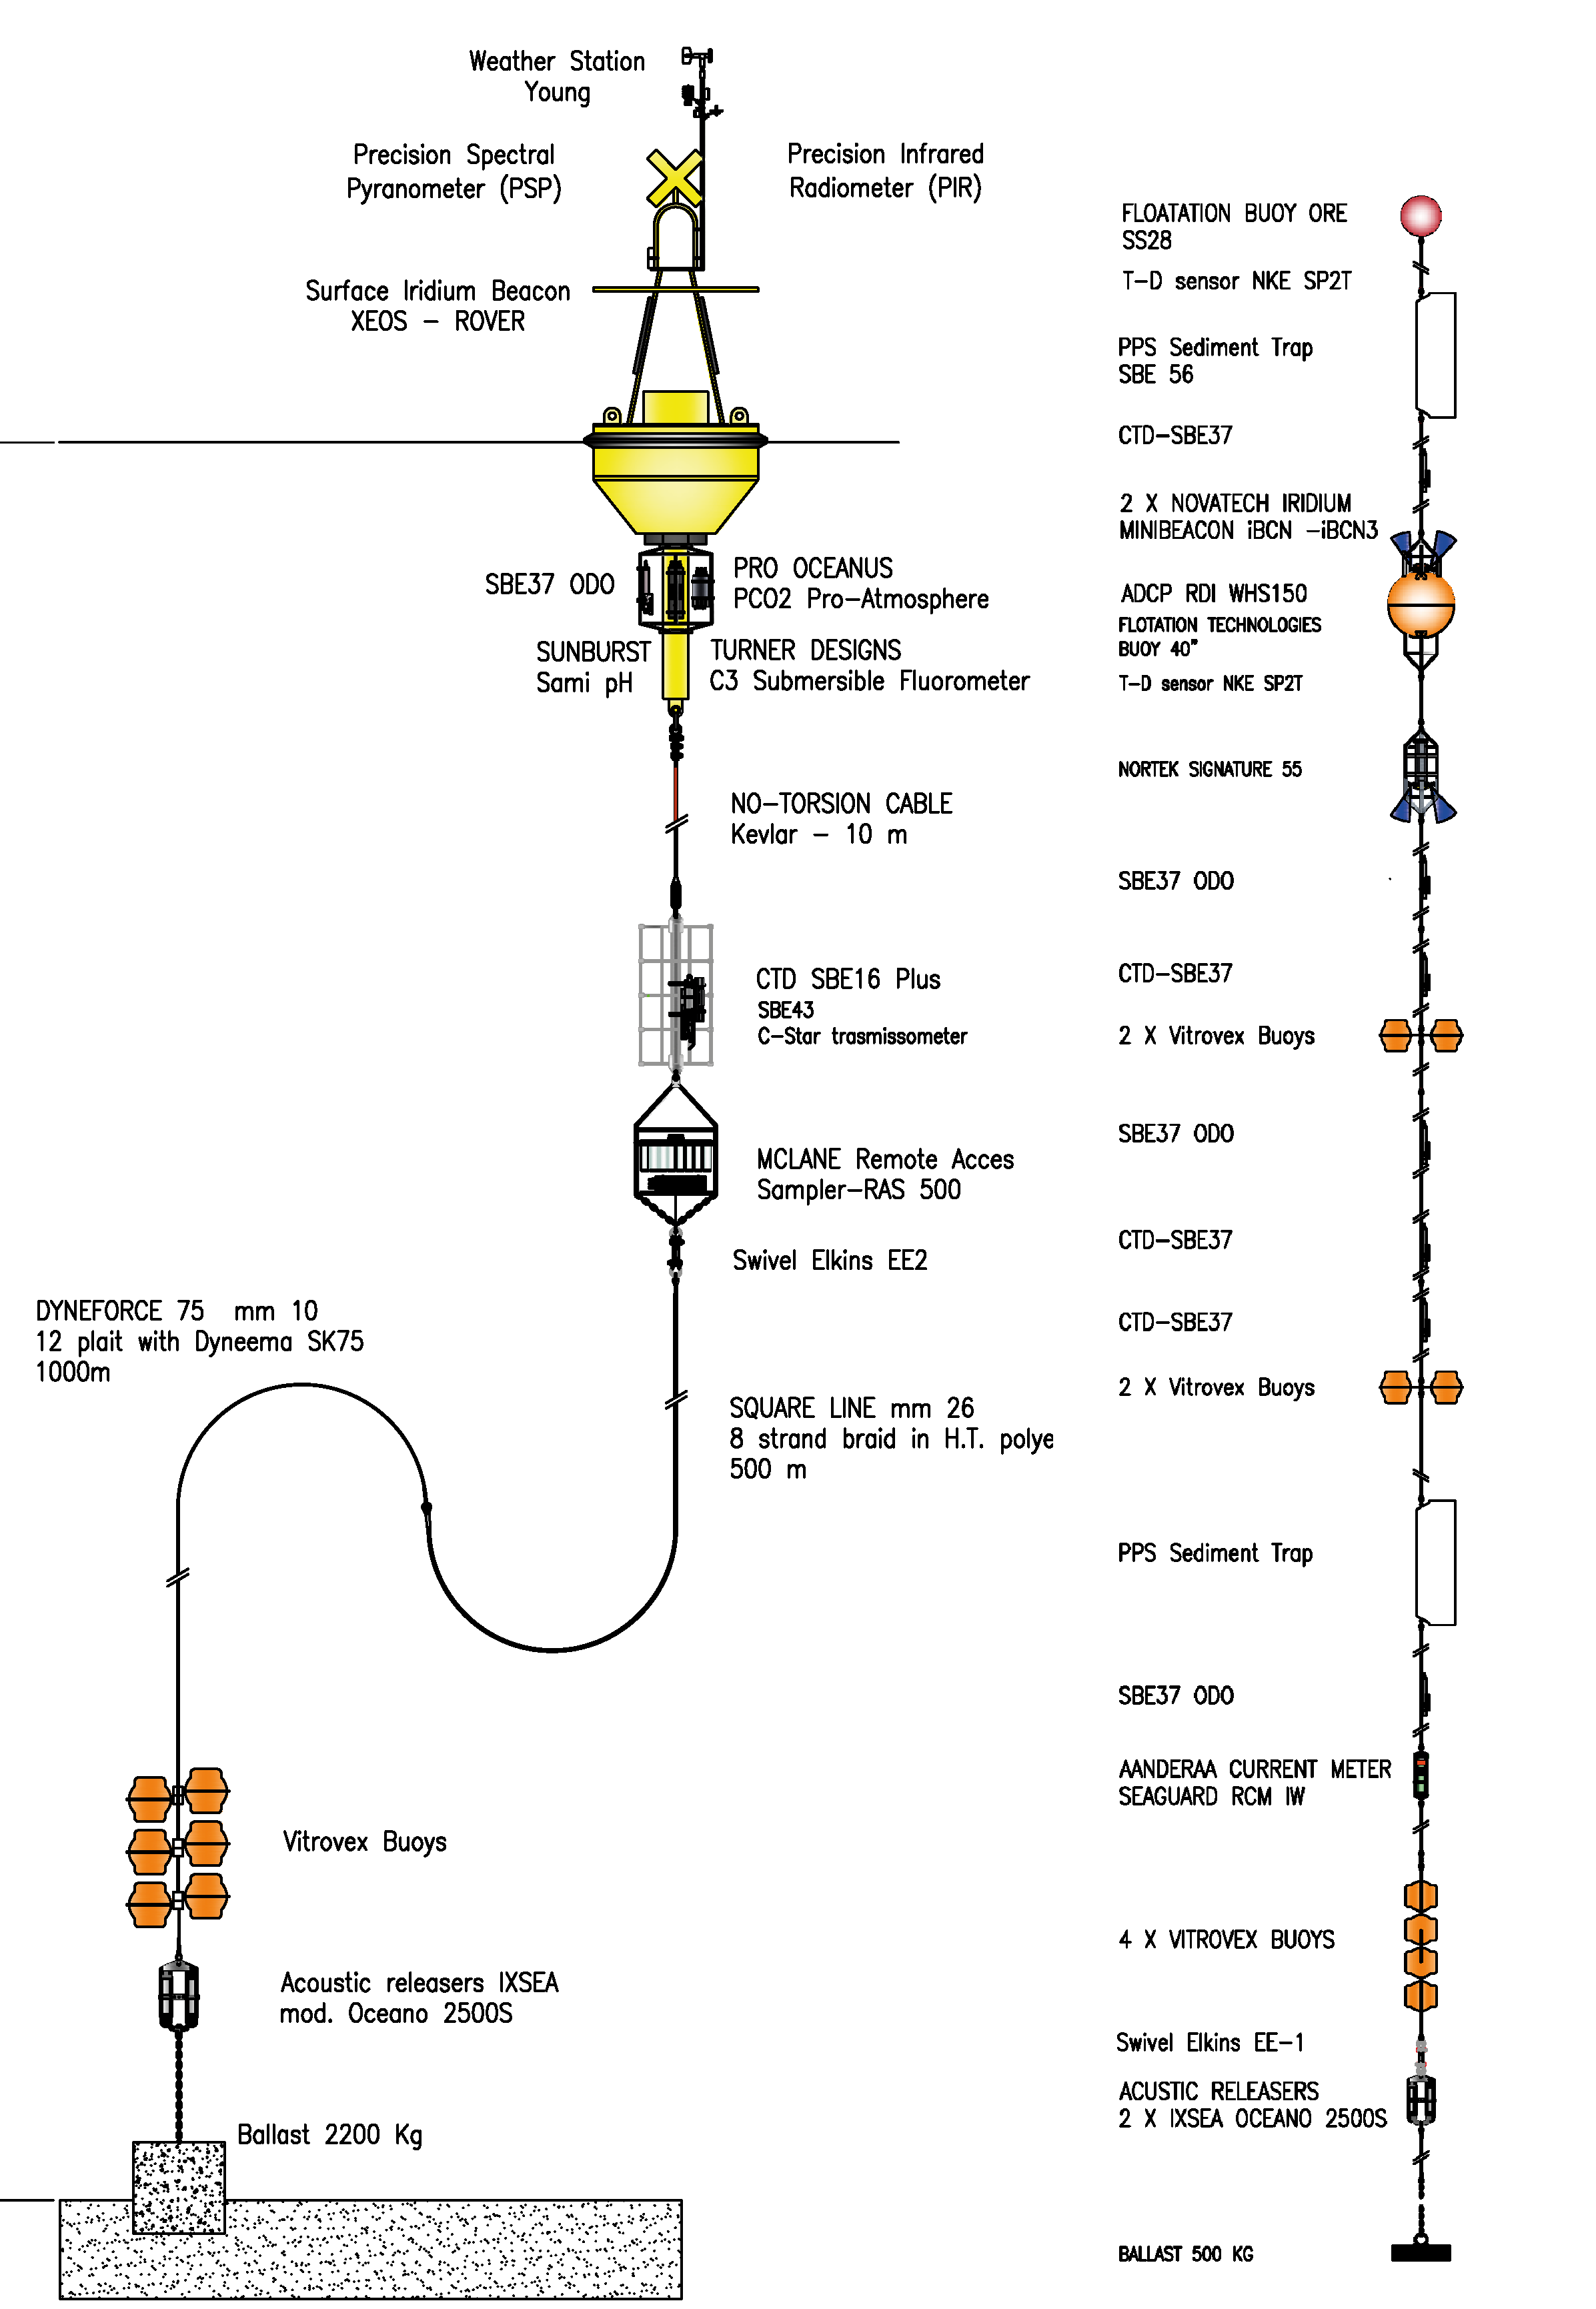 Weather Station
Young
Precision Spectral
Pyranometer (PSP)
Precision Infrared
Radiometer (PIR)
Surface Iridium Beacon
XEOS – ROVER
SBE37 ODO
PRO OCEANUS
PCO2 Pro–Atmosphere
SUNBURST
Sami pH
TURNER DESIGNS
C3 Submersible Fluorometer
NO–TORSION CABLE
Kevlar – 10 m
CTD SBE16 Plus
SBE43
C–Star trasmissometer
MCLANE Remote Acces
Sampler–RAS 500
Swivel Elkins EE2
DYNEFORCE 75 mm 10
12 plait with Dyneema SK75
1000m
SQUARE LINE mm 26
8 strand braid in H.T. polye
500 m
Vitrovex Buoys
Acoustic releasers IXSEA
mod. Oceano 2500S
Ballast 2200 Kg
FLOATATION BUOY ORE
SS28
T–D sensor NKE SP2T
PPS Sediment Trap
SBE 56
CTD–SBE37
2 X NOVATECH IRIDIUM
MINIBEACON iBCN –iBCN3
ADCP RDI WHS150
FLOTATION TECHNOLOGIES
BUOY 40"
T–D sensor NKE SP2T
NORTEK SIGNATURE 55
SBE37 ODO
CTD–SBE37
2 X Vitrovex Buoys
SBE37 ODO
CTD–SBE37
CTD–SBE37
2 X Vitrovex Buoys
PPS Sediment Trap
SBE37 ODO
AANDERAA CURRENT METER
SEAGUARD RCM IW
4 X VITROVEX BUOYS
Swivel Elkins EE–1
ACUSTIC RELEASERS
2 X IXSEA OCEANO 2500S
BALLAST 500 KG